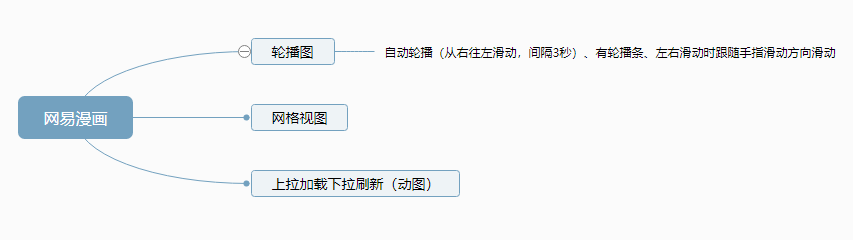 网易漫画
轮播图
自动轮播（从右往左滑动，间隔3秒）、有轮播条、左右滑动时跟随手指滑动方向滑动
网格视图
上拉加载下拉刷新（动图）